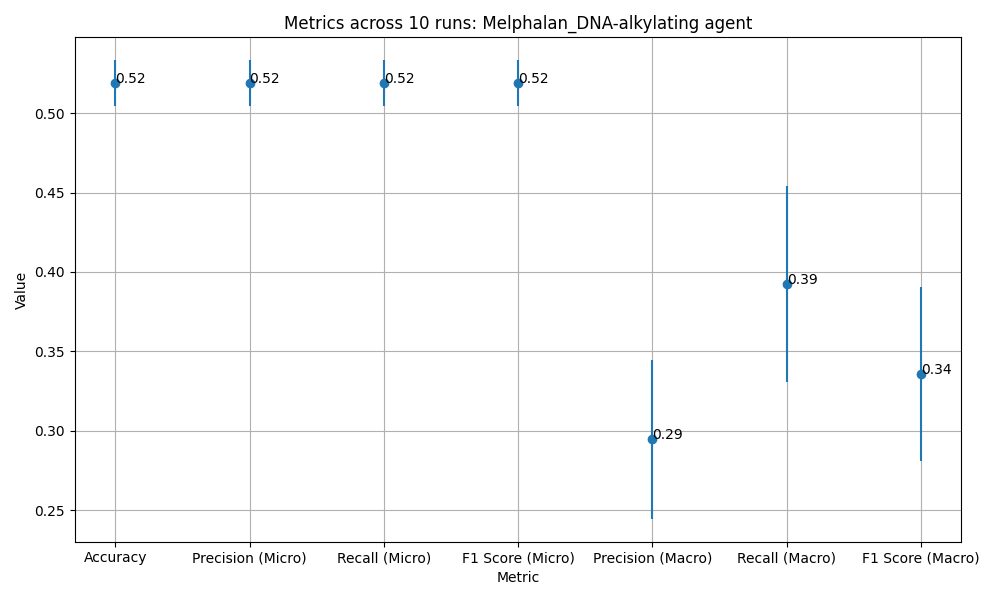 Metrics across 10 runs: Melphalan_DNA-alkylating agent
0.52
0.52
0.52
0.52
0.50
0.45
0.40
0.39
0.35
0.34
0.30
0.29
0.25
Value
Accuracy
Precision (Micro)
Recall (Micro)
F1 Score (Micro)
Precision (Macro)
Recall (Macro)
F1 Score (Macro)
Metric